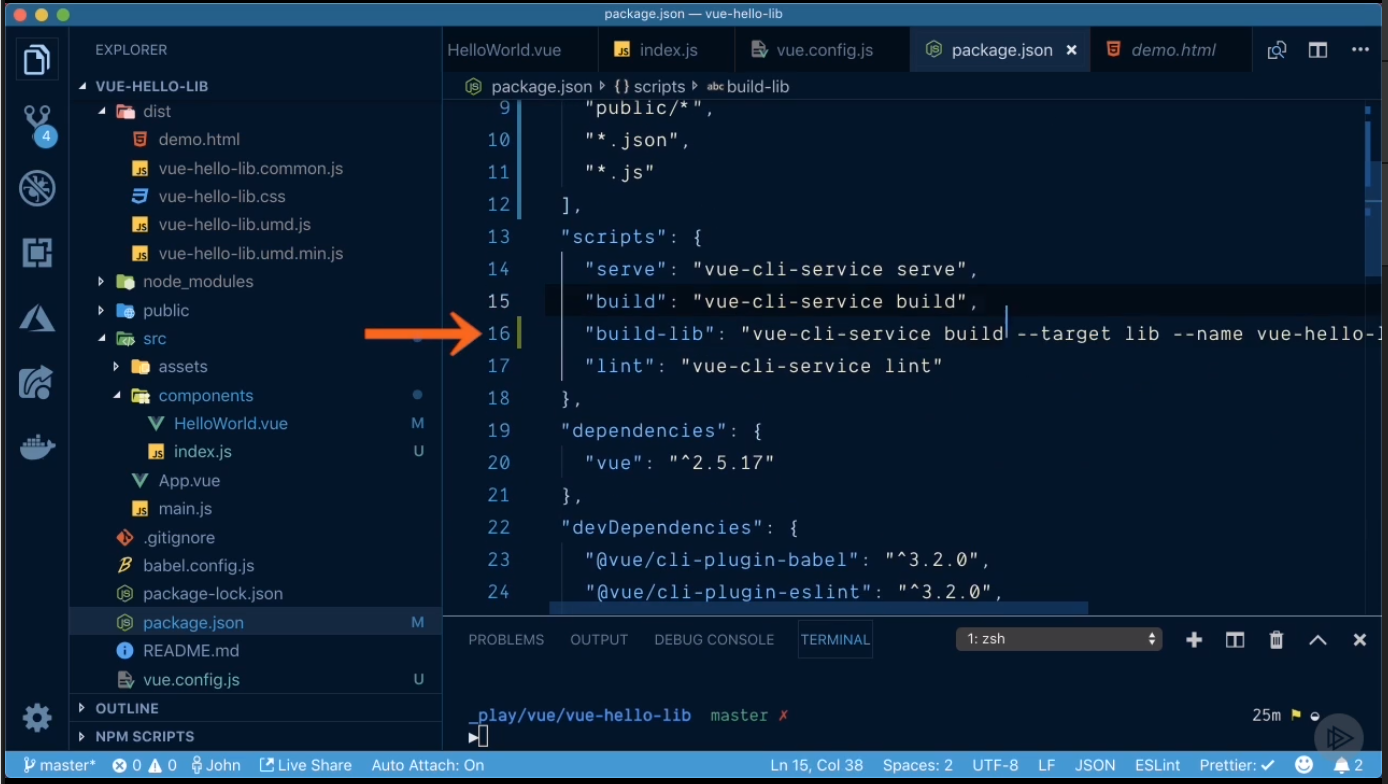 package.json — vue-hello-lib
EXPLORER
HelloWorld.vue
index.js
vue.config.js
package.json
demo.html
VUE-HELLO-LIB
dist
demo.html
vue-hello-lib.common.js
vue-hello-lib.css
vue-hello-lib.umd.js
vue-hello-lib.umd.min.js
node_modules
public
src
assets
components
HelloWorld.vue M
index.js U
App.vue
main.js
.gitignore
babel.config.js
package-lock.json
package.json M
README.md
vue.config.js U
OUTLINE
NPM SCRIPTS
4
package.json {} scripts abc build-lib
9 "public/*",
10 "*.json",
11 "*.js"
12 ],
13 "scripts": {
14 "serve": "vue-cli-service serve",
15 "build": "vue-cli-service build",
16 "build-lib": "vue-cli-service build --target lib --name vue-hello-l
17 "lint": "vue-cli-service lint"
18 },
19 "dependencies": {
20 "vue": "^2.5.17"
21 },
22 "devDependencies": {
23 "@vue/cli-plugin-babel": "^3.2.0",
24 "@vue/cli-plugin-eslint": "^3.2.0",
PROBLEMS OUTPUT DEBUG CONSOLE TERMINAL 1: zsh
_play/vue/vue-hello-lib master ✗ 25m
master* 0 0 John Live Share Auto Attach: On Ln 15, Col 38 Spaces: 2 UTF-8 LF JSON ESLint Prettier: ✓ 2